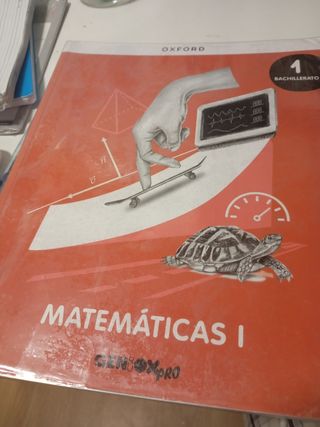 OXFORD
1
BACHILLERATO
MATEMÁTICAS I
GENiOX PRO